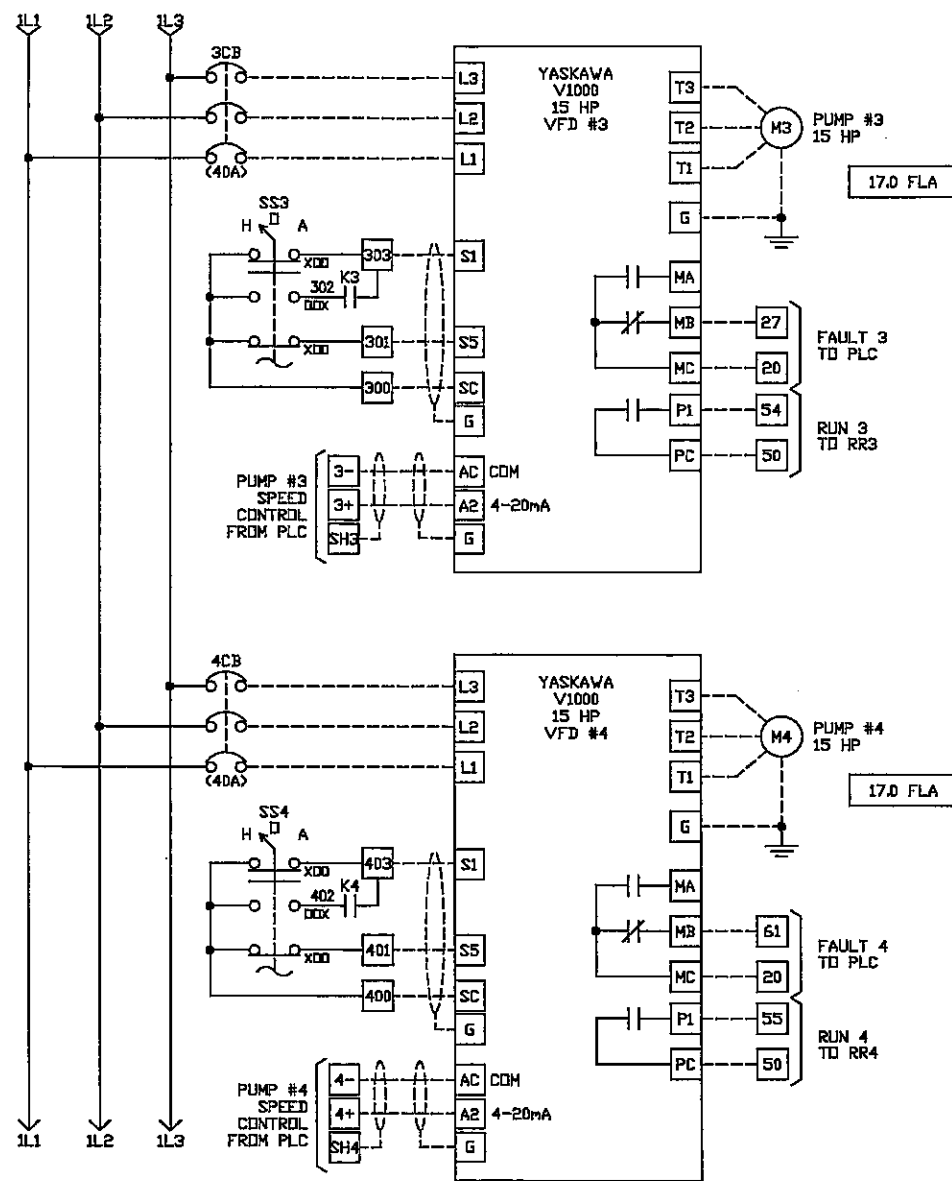 1L1 1L2 1L3
3CB
(40A)
L3
L2
L1
YASKAWA
V1000
15 HP
VFD #3
T3
T2
T1
G
M3
PUMP #3
15 HP
17.0 FLA
SS3
H O A
X00
303
302
00X
K3
X00
301
300
S1
S5
SC
G
MA
MB
MC
P1
PC
27
20
54
50
FAULT 3
TO PLC
RUN 3
TO RR3
PUMP #3
SPEED
CONTROL
FROM PLC
3-
3+
SH3
AC COM
A2 4-20mA
G
4CB
(40A)
L3
L2
L1
YASKAWA
V1000
15 HP
VFD #4
T3
T2
T1
G
M4
PUMP #4
15 HP
17.0 FLA
SS4
H O A
X00
403
402
00X
K4
X00
401
400
S1
S5
SC
G
MA
MB
MC
P1
PC
61
20
55
50
FAULT 4
TO PLC
RUN 4
TO RR4
PUMP #4
SPEED
CONTROL
FROM PLC
4-
4+
SH4
AC COM
A2 4-20mA
G
1L1 1L2 1L3